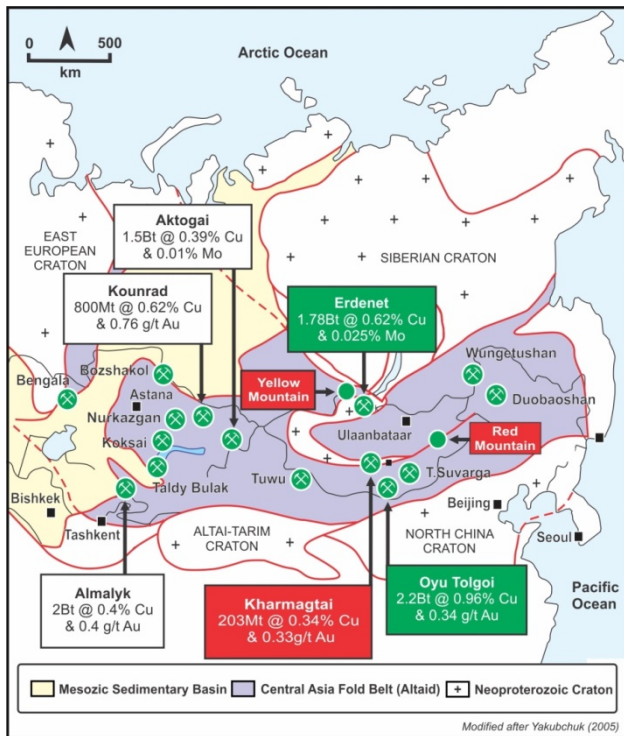 0 500
km
Arctic Ocean
EAST
EUROPEAN
CRATON
Aktogai
1.5Bt @ 0.39% Cu
& 0.01% Mo
SIBERIAN CRATON
Kounrad
800Mt @ 0.62% Cu
& 0.76 g/t Au
Erdenet
1.78Bt @ 0.62% Cu
& 0.025% Mo
Wungetushan
Bozshakol
Bengala
Astana
Yellow
Mountain
Duobaoshan
Nurkazgan
Koksai
Ulaanbataar
Red
Mountain
Taldy Bulak
Tuwu
T.Suvarga
Bishkek
Tashkent
Beijing
ALTAI-TARIM
CRATON
NORTH CHINA
CRATON
Seoul
Almalyk
2Bt @ 0.4% Cu
& 0.4 g/t Au
Kharmagtai
203Mt @ 0.34% Cu
& 0.33g/t Au
Oyu Tolgoi
2.2Bt @ 0.96% Cu
& 0.34 g/t Au
Pacific
Ocean
Mesozic Sedimentary Basin
Central Asia Fold Belt (Altaid)
Neoproterozoic Craton
Modified after Yakubchuk (2005)